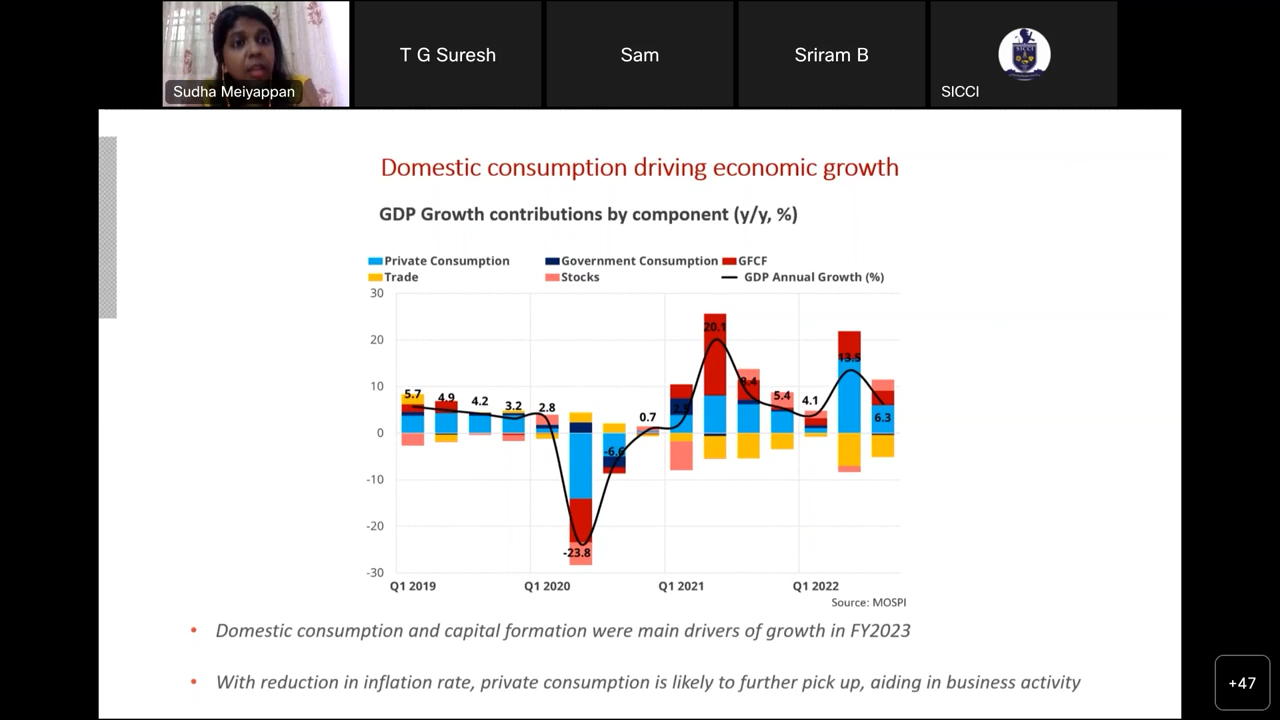 T G Suresh
Sam
Sriram B
SICCI
Sudha Meiyappan
SICCI
Domestic consumption driving economic growth
GDP Growth contributions by component (y/y, %)
Private Consumption
Government Consumption
GFCF
Trade
Stocks
GDP Annual Growth (%)
30
20
10
0
-10
-20
-30
5.7
4.9
4.2
3.2
2.8
-23.8
-6.6
0.7
20.1
8.4
5.4
4.1
13.5
6.3
Q1 2019
Q1 2020
Q1 2021
Q1 2022
Source: MOSPI
• Domestic consumption and capital formation were main drivers of growth in FY2023
• With reduction in inflation rate, private consumption is likely to further pick up, aiding in business activity
+47